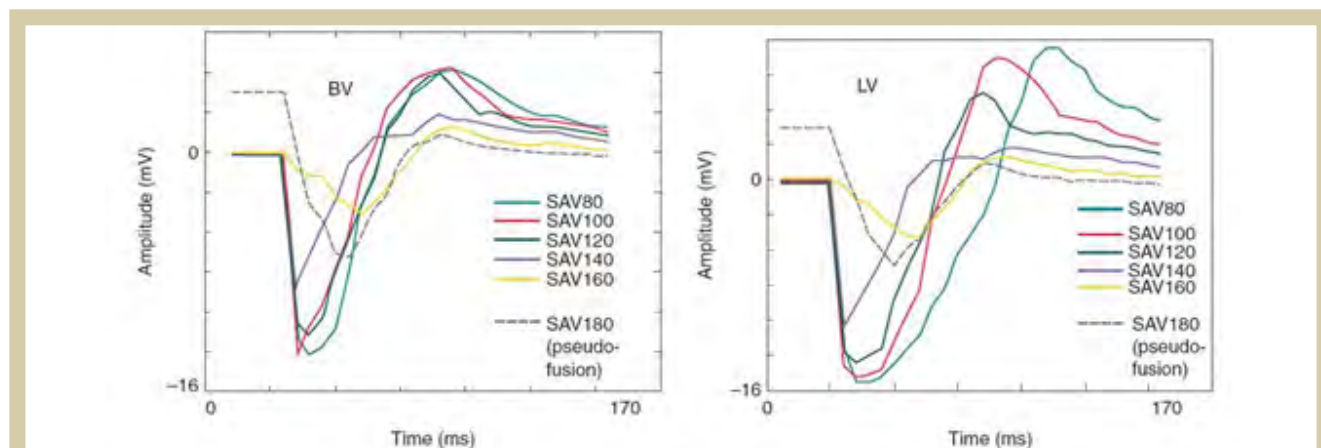 BV
Amplitude (mV)
0
−16
SAV80
SAV100
SAV120
SAV140
SAV160
SAV180
(pseudo-
fusion)
0
170
Time (ms)
LV
Amplitude (mV)
0
−16
SAV80
SAV100
SAV120
SAV140
SAV160
SAV180
(pseudo-
fusion)
0
170
Time (ms)